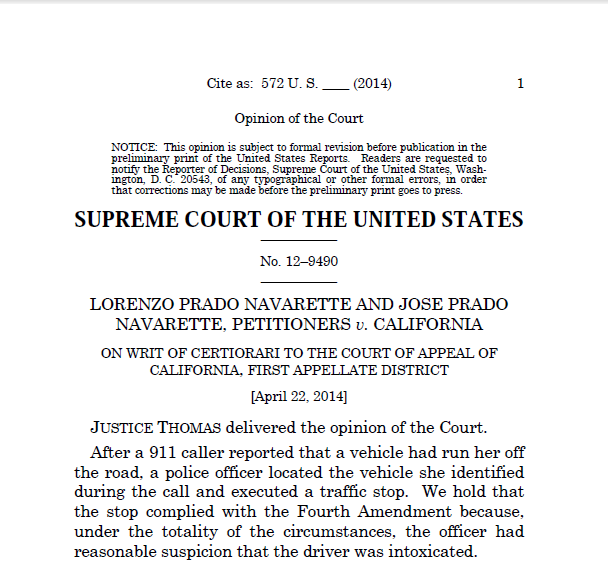 Cite as: 572 U. S. ____ (2014) 1
Opinion of the Court
NOTICE: This opinion is subject to formal revision before publication in the
preliminary print of the United States Reports. Readers are requested to
notify the Reporter of Decisions, Supreme Court of the United States, Wash-
ington, D. C. 20543, of any typographical or other formal errors, in order
that corrections may be made before the preliminary print goes to press.
SUPREME COURT OF THE UNITED STATES
No. 12–9490
LORENZO PRADO NAVARETTE AND JOSE PRADO
NAVARETTE, PETITIONERS v. CALIFORNIA
ON WRIT OF CERTIORARI TO THE COURT OF APPEAL OF
CALIFORNIA, FIRST APPELLATE DISTRICT
[April 22, 2014]
JUSTICE THOMAS delivered the opinion of the Court.
After a 911 caller reported that a vehicle had run her off
the road, a police officer located the vehicle she identified
during the call and executed a traffic stop. We hold that
the stop complied with the Fourth Amendment because,
under the totality of the circumstances, the officer had
reasonable suspicion that the driver was intoxicated.